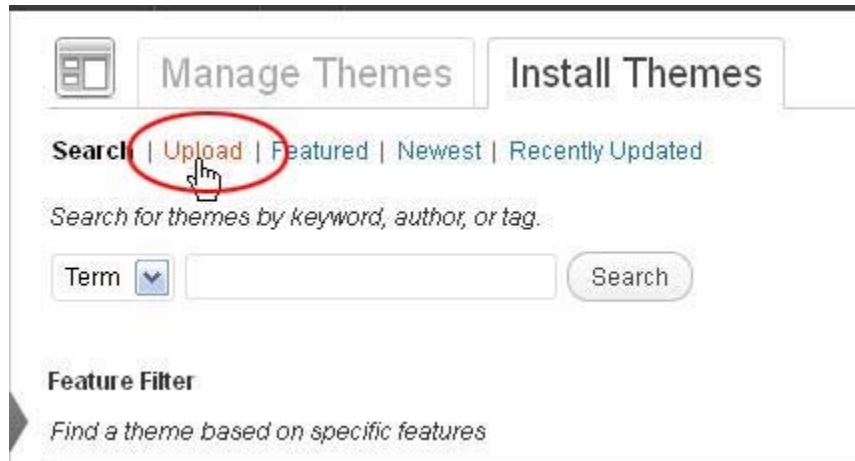 Manage Themes Install Themes
Search | Upload | Featured | Newest | Recently Updated
Search for themes by keyword, author, or tag.
Term Search
Feature Filter
Find a theme based on specific features